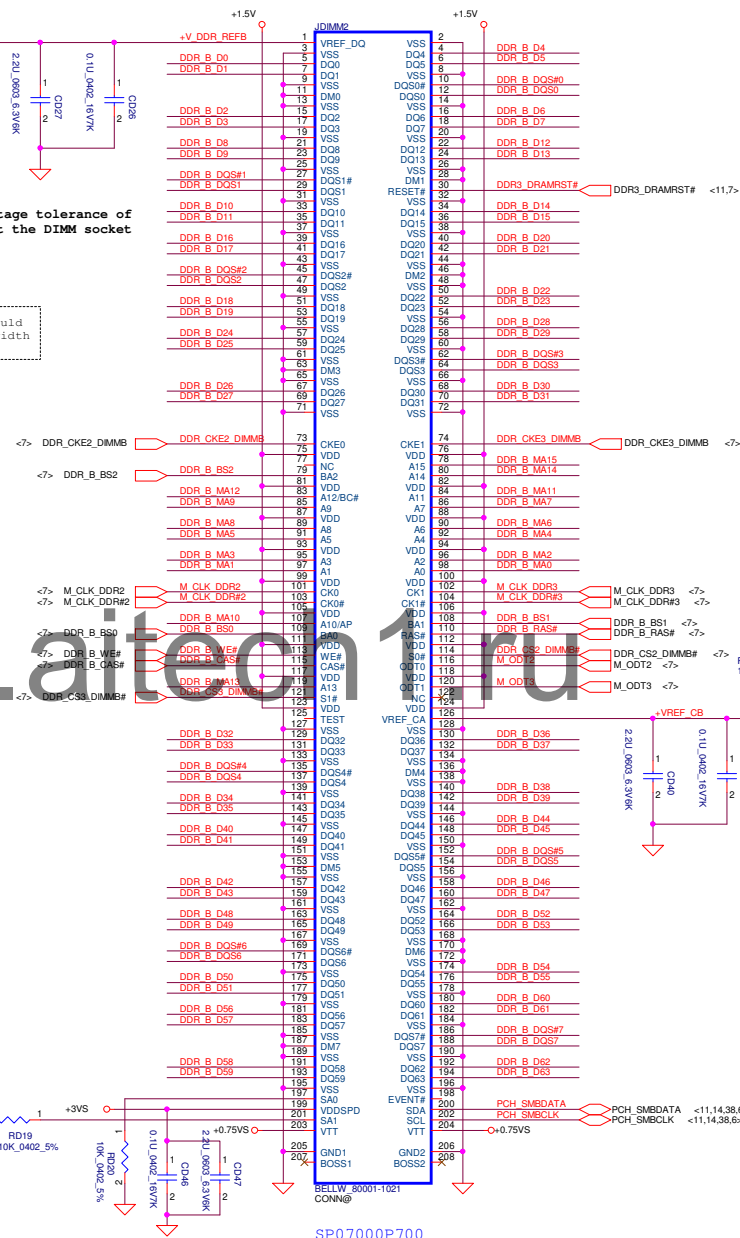 +1.5V
+1.5V
JDIMM2
+V_DDR_REFB 1 VREF_DQ VSS 2
3 VSS DQ4 4 DDR_B_D4
DDR_B_D0 5 DQ0 DQ5 6 DDR_B_D5
DDR_B_D1 7 DQ1 VSS 8
9 VSS DQS0# 10 DDR_B_DQS#0
11 DM0 DQS0 12 DDR_B_DQS0
13 VSS VSS 14
DDR_B_D2 15 DQ2 DQ6 16 DDR_B_D6
DDR_B_D3 17 DQ3 DQ7 18 DDR_B_D7
19 VSS VSS 20
DDR_B_D8 21 DQ8 DQ12 22 DDR_B_D12
DDR_B_D9 23 DQ9 DQ13 24 DDR_B_D13
25 VSS VSS 26
DDR_B_DQS#1 27 DQS1# DM1 28
DDR_B_DQS1 29 DQS1 RESET# 30 DDR3_DRAMRST# DDR3_DRAMRST# <11,7>
31 VSS VSS 32
DDR_B_D10 33 DQ10 DQ14 34 DDR_B_D14
DDR_B_D11 35 DQ11 DQ15 36 DDR_B_D15
37 VSS VSS 38
DDR_B_D16 39 DQ16 DQ20 40 DDR_B_D20
DDR_B_D17 41 DQ17 DQ21 42 DDR_B_D21
43 VSS VSS 44
DDR_B_DQS#2 45 DQS2# DM2 46
DDR_B_DQS2 47 DQS2 VSS 48
49 VSS DQ22 50 DDR_B_D22
DDR_B_D18 51 DQ18 DQ23 52 DDR_B_D23
DDR_B_D19 53 DQ19 VSS 54
55 VSS DQ28 56 DDR_B_D28
DDR_B_D24 57 DQ24 DQ29 58 DDR_B_D29
DDR_B_D25 59 DQ25 VSS 60
61 VSS DQS3# 62 DDR_B_DQS#3
63 DM3 DQS3 64 DDR_B_DQS3
65 VSS VSS 66
DDR_B_D26 67 DQ26 DQ30 68 DDR_B_D30
DDR_B_D27 69 DQ27 DQ31 70 DDR_B_D31
71 VSS VSS 72
<7> DDR_CKE2_DIMMB DDR_CKE2_DIMMB 73 CKE0 CKE1 74 DDR_CKE3_DIMMB DDR_CKE3_DIMMB <7>
75 VDD VDD 76
77 NC A15 78 DDR_B_MA15
<7> DDR_B_BS2 DDR_B_BS2 79 BA2 A14 80 DDR_B_MA14
81 VDD VDD 82
DDR_B_MA12 83 A12/BC# A11 84 DDR_B_MA11
DDR_B_MA9 85 A9 A7 86 DDR_B_MA7
87 VDD VDD 88
DDR_B_MA8 89 A8 A6 90 DDR_B_MA6
DDR_B_MA5 91 A5 A4 92 DDR_B_MA4
93 VDD VDD 94
DDR_B_MA3 95 A3 A2 96 DDR_B_MA2
DDR_B_MA1 97 A1 A0 98 DDR_B_MA0
99 VDD VDD 100
<7> M_CLK_DDR2 M_CLK_DDR2 101 CK0 CK1 102 M_CLK_DDR3 M_CLK_DDR3 <7>
<7> M_CLK_DDR#2 M_CLK_DDR#2 103 CK0# CK1# 104 M_CLK_DDR#3 M_CLK_DDR#3 <7>
105 VDD VDD 106
DDR_B_MA10 107 A10/AP BA1 108 DDR_B_BS1 DDR_B_BS1 <7>
<7> DDR_B_BS0 DDR_B_BS0 109 BA0 RAS# 110 DDR_B_RAS# DDR_B_RAS# <7>
111 VDD VDD 112
<7> DDR_B_WE# DDR_B_WE# 113 WE# S0# 114 DDR_CS2_DIMMB# DDR_CS2_DIMMB# <7>
<7> DDR_B_CAS# DDR_B_CAS# 115 CAS# ODT0 116 M_ODT2 M_ODT2 <7>
117 VDD VDD 118
DDR_B_MA13 119 A13 ODT1 120 M_ODT3 M_ODT3 <7>
<7> DDR_CS3_DIMMB# DDR_CS3_DIMMB# 121 S1# NC 122
123 VDD VDD 124
125 TEST VREF_CA 126 +VREF_CB
127 VSS VSS 128
DDR_B_D32 129 DQ32 DQ36 130 DDR_B_D36
DDR_B_D33 131 DQ33 DQ37 132 DDR_B_D37
133 VSS VSS 134
DDR_B_DQS#4 135 DQS4# DM4 136
DDR_B_DQS4 137 DQS4 VSS 138
139 VSS DQ38 140 DDR_B_D38
DDR_B_D34 141 DQ34 DQ39 142 DDR_B_D39
DDR_B_D35 143 DQ35 VSS 144
145 VSS DQ44 146 DDR_B_D44
DDR_B_D40 147 DQ40 DQ45 148 DDR_B_D45
DDR_B_D41 149 DQ41 VSS 150
151 VSS DQS5# 152 DDR_B_DQS#5
153 DM5 DQS5 154 DDR_B_DQS5
155 VSS VSS 156
DDR_B_D42 157 DQ42 DQ46 158 DDR_B_D46
DDR_B_D43 159 DQ43 DQ47 160 DDR_B_D47
161 VSS VSS 162
DDR_B_D48 163 DQ48 DQ52 164 DDR_B_D52
DDR_B_D49 165 DQ49 DQ53 166 DDR_B_D53
167 VSS VSS 168
DDR_B_DQS#6 169 DQS6# DM6 170
DDR_B_DQS6 171 DQS6 VSS 172
173 VSS DQ54 174 DDR_B_D54
DDR_B_D50 175 DQ50 DQ55 176 DDR_B_D55
DDR_B_D51 177 DQ51 VSS 178
179 VSS DQ60 180 DDR_B_D60
DDR_B_D56 181 DQ56 DQ61 182 DDR_B_D61
DDR_B_D57 183 DQ57 VSS 184
185 VSS DQS7# 186 DDR_B_DQS#7
187 DM7 DQS7 188 DDR_B_DQS7
189 VSS VSS 190
DDR_B_D58 191 DQ58 DQ62 192 DDR_B_D62
DDR_B_D59 193 DQ59 DQ63 194 DDR_B_D63
195 VSS VSS 196
197 SA0 EVENT# 198
+3VS 199 VDDSPD SDA 200 PCH_SMBDATA PCH_SMBDATA <11,14,38,6
201 SA1 SCL 202 PCH_SMBCLK PCH_SMBCLK <11,14,38,6>
+0.75VS 203 VTT VTT 204 +0.75VS
205 GND1 GND2 206
207 BOSS1 BOSS2 208
BELLW_80001-1021
CONN@
SP07000P700
2.2U_0603_6.3V6K
1
2
CD27
0.1U_0402_16V7K
1
2
CD26
tage tolerance of
t the DIMM socket
uld
idth
2.2U_0603_6.3V6K
1
2
CD40
0.1U_0402_16V7K
1
2
1
RD19
10K_0402_5%
RD20
10K_0402_5%
1
2
0.1U_0402_16V7K
1
2
CD46
2.2U_0603_6.3V6K
1
2
CD47
.aitech1 ru